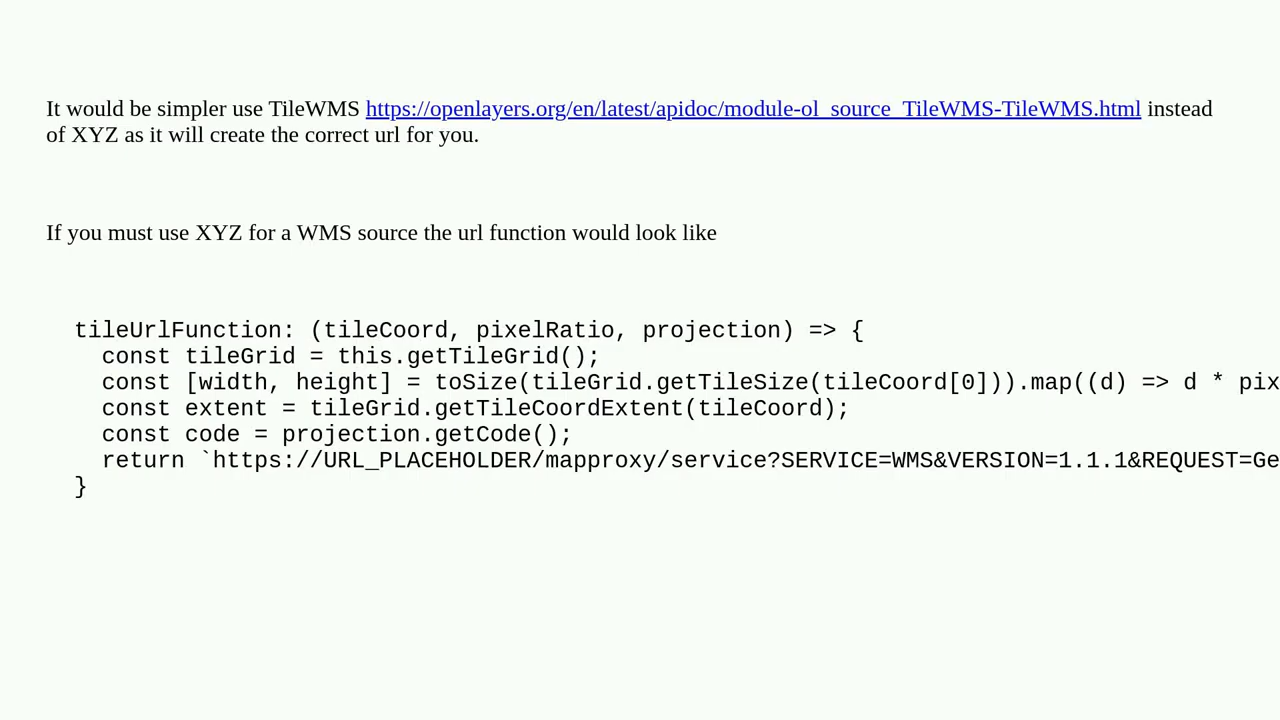 It would be simpler use TileWMS https://openlayers.org/en/latest/apidoc/module-ol_source_TileWMS-TileWMS.html instead
of XYZ as it will create the correct url for you.
If you must use XYZ for a WMS source the url function would look like
tileUrlFunction: (tileCoord, pixelRatio, projection) => {
  const tileGrid = this.getTileGrid();
  const [width, height] = toSize(tileGrid.getTileSize(tileCoord[0])).map((d) => d * pix
  const extent = tileGrid.getTileCoordExtent(tileCoord);
  const code = projection.getCode();
  return `https://URL_PLACEHOLDER/mapproxy/service?SERVICE=WMS&VERSION=1.1.1&REQUEST=Ge
}